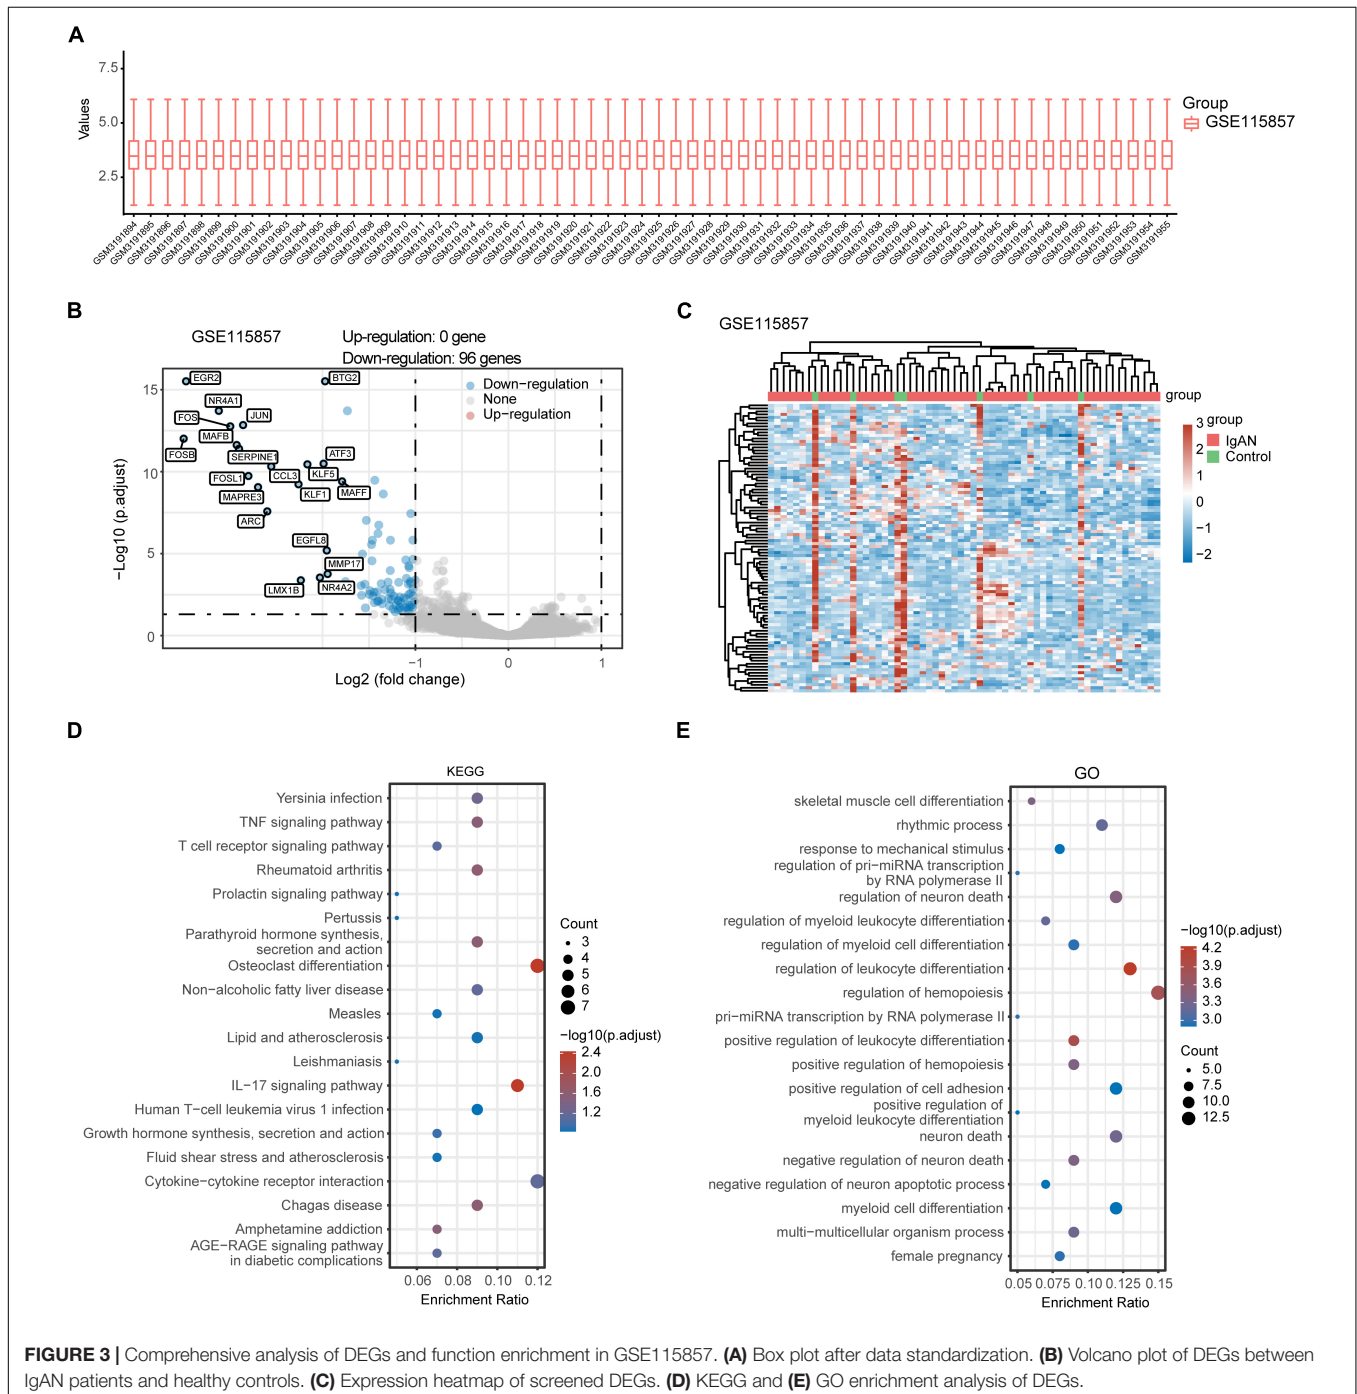 A
7.5
5.0
2.5
Values
Group
GSE115857
GSM3191894
GSM3191895
GSM3191896
GSM3191897
GSM3191898
GSM3191899
GSM3191900
GSM3191901
GSM3191902
GSM3191903
GSM3191904
GSM3191905
GSM3191906
GSM3191907
GSM3191908
GSM3191909
GSM3191910
GSM3191911
GSM3191912
GSM3191913
GSM3191914
GSM3191915
GSM3191916
GSM3191917
GSM3191918
GSM3191919
GSM3191920
GSM3191921
GSM3191922
GSM3191923
GSM3191924
GSM3191925
GSM3191926
GSM3191927
GSM3191928
GSM3191929
GSM3191930
GSM3191931
GSM3191932
GSM3191933
GSM3191934
GSM3191935
GSM3191936
GSM3191937
GSM3191938
GSM3191939
GSM3191940
GSM3191941
GSM3191942
GSM3191943
GSM3191944
GSM3191945
GSM3191946
GSM3191947
GSM3191948
GSM3191949
GSM3191950
GSM3191951
GSM3191952
GSM3191953
GSM3191954
GSM3191955
B
GSE115857
Up-regulation: 0 gene
Down-regulation: 96 genes
Down−regulation
None
Up−regulation
EGR2
BTG2
NR4A1
FOS
JUN
MAFB
FOSB
SERPINE1
ATF3
CCL3
KLF5
FOSL1
MAPRE3
KLF1
MAFF
ARC
EGFL8
MMP17
LMX1B
NR4A2
15
10
5
0
−Log10 (p.adjust)
−1
0
1
Log2 (fold change)
C
GSE115857
group
3
2
1
0
−1
−2
group
IgAN
Control
D
KEGG
Yersinia infection
TNF signaling pathway
T cell receptor signaling pathway
Rheumatoid arthritis
Prolactin signaling pathway
Pertussis
Parathyroid hormone synthesis,
secretion and action
Osteoclast differentiation
Non−alcoholic fatty liver disease
Measles
Lipid and atherosclerosis
Leishmaniasis
IL−17 signaling pathway
Human T−cell leukemia virus 1 infection
Growth hormone synthesis, secretion and action
Fluid shear stress and atherosclerosis
Cytokine−cytokine receptor interaction
Chagas disease
Amphetamine addiction
AGE−RAGE signaling pathway
in diabetic complications
0.06
0.08
0.10
0.12
Enrichment Ratio
Count
3
4
5
6
7
−log10(p.adjust)
2.4
2.0
1.6
1.2
E
GO
skeletal muscle cell differentiation
rhythmic process
response to mechanical stimulus
regulation of pri−miRNA transcription
by RNA polymerase II
regulation of neuron death
regulation of myeloid leukocyte differentiation
regulation of myeloid cell differentiation
regulation of leukocyte differentiation
regulation of hemopoiesis
pri−miRNA transcription by RNA polymerase II
positive regulation of leukocyte differentiation
positive regulation of hemopoiesis
positive regulation of cell adhesion
positive regulation of
myeloid leukocyte differentiation
neuron death
negative regulation of neuron death
negative regulation of neuron apoptotic process
myeloid cell differentiation
multi−multicellular organism process
female pregnancy
0.05
0.075
0.10
0.125
0.15
Enrichment Ratio
−log10(p.adjust)
4.2
3.9
3.6
3.3
3.0
Count
5.0
7.5
10.0
12.5
FIGURE 3 | Comprehensive analysis of DEGs and function enrichment in GSE115857. (A) Box plot after data standardization. (B) Volcano plot of DEGs between
IgAN patients and healthy controls. (C) Expression heatmap of screened DEGs. (D) KEGG and (E) GO enrichment analysis of DEGs.